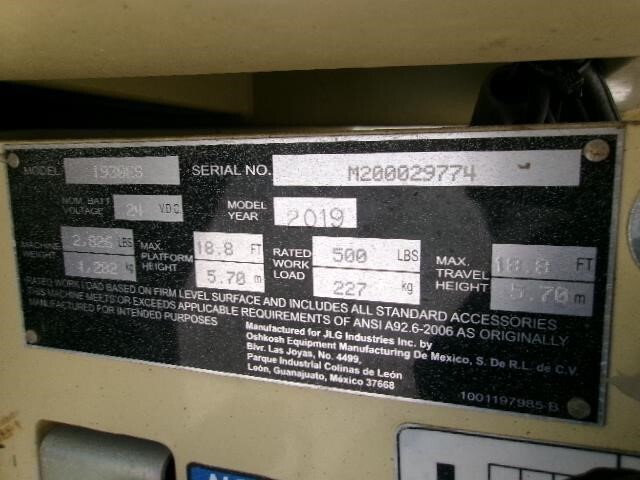 MODEL 1930ES SERIAL NO. M200029774
NOM. BATT. VOLTAGE 24 VDC MODEL YEAR 2019
MACHINE WEIGHT 2,825 LBS 1,282 kg MAX. PLATFORM HEIGHT 18.8 FT 5.70 m RATED WORK LOAD 500 LBS 227 kg MAX. TRAVEL HEIGHT 18.8 FT 5.70 m
RATED WORK LOAD BASED ON FIRM LEVEL SURFACE AND INCLUDES ALL STANDARD ACCESSORIES
THIS MACHINE MEETS OR EXCEEDS APPLICABLE REQUIREMENTS OF ANSI A92.6-2006 AS ORIGINALLY
MANUFACTURED FOR INTENDED PURPOSES
Manufactured for JLG Industries Inc. by
Oshkosh Equipment Manufacturing De Mexico, S. De R.L. de C.V.
Blvr. Las Joyas, No. 4499,
Parque Industrial Colinas de León
León, Guanajuato, México 37668
1001197985-B